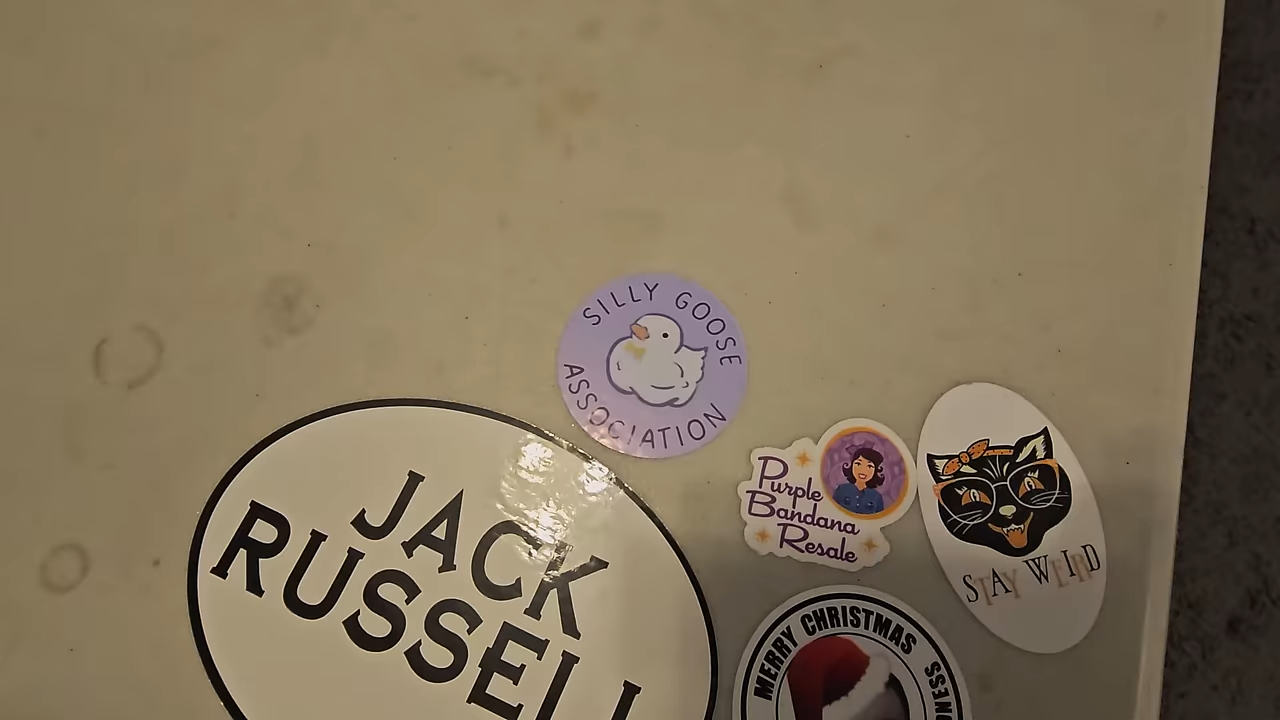 SILLY GOOSE
ASSOCIATION
Purple
Bandana
Resale
STAY WEIRD
JACK
RUSSELL
MERRY CHRISTMAS